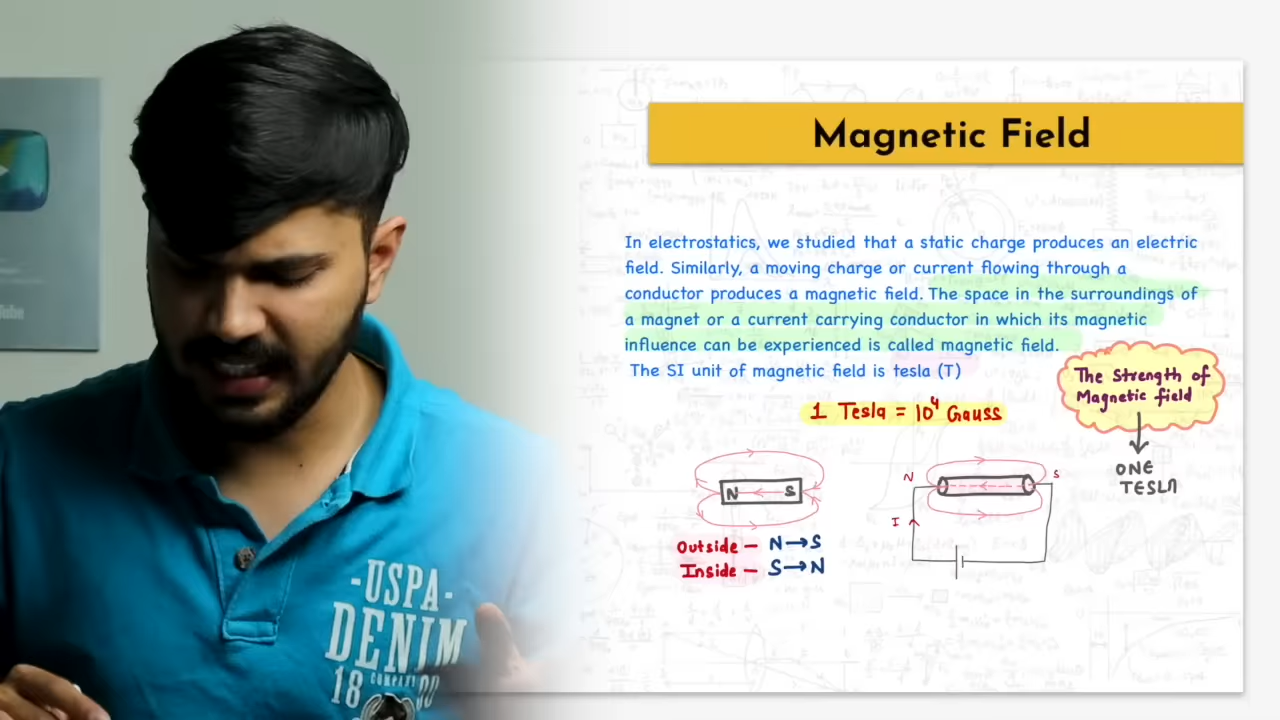 Magnetic Field
In electrostatics, we studied that a static charge produces an electric
field. Similarly, a moving charge or current flowing through a
conductor produces a magnetic field. The space in the surroundings of
a magnet or a current carrying conductor in which its magnetic
influence can be experienced is called magnetic field.
The SI unit of magnetic field is tesla (T)
The Strength of
Magnetic field
1 Tesla = 10⁴ Gauss
ONE
TESLA
N S
N S
I
Outside – N→S
Inside – S→N
-USPA-
DENIM
18 COMPANY